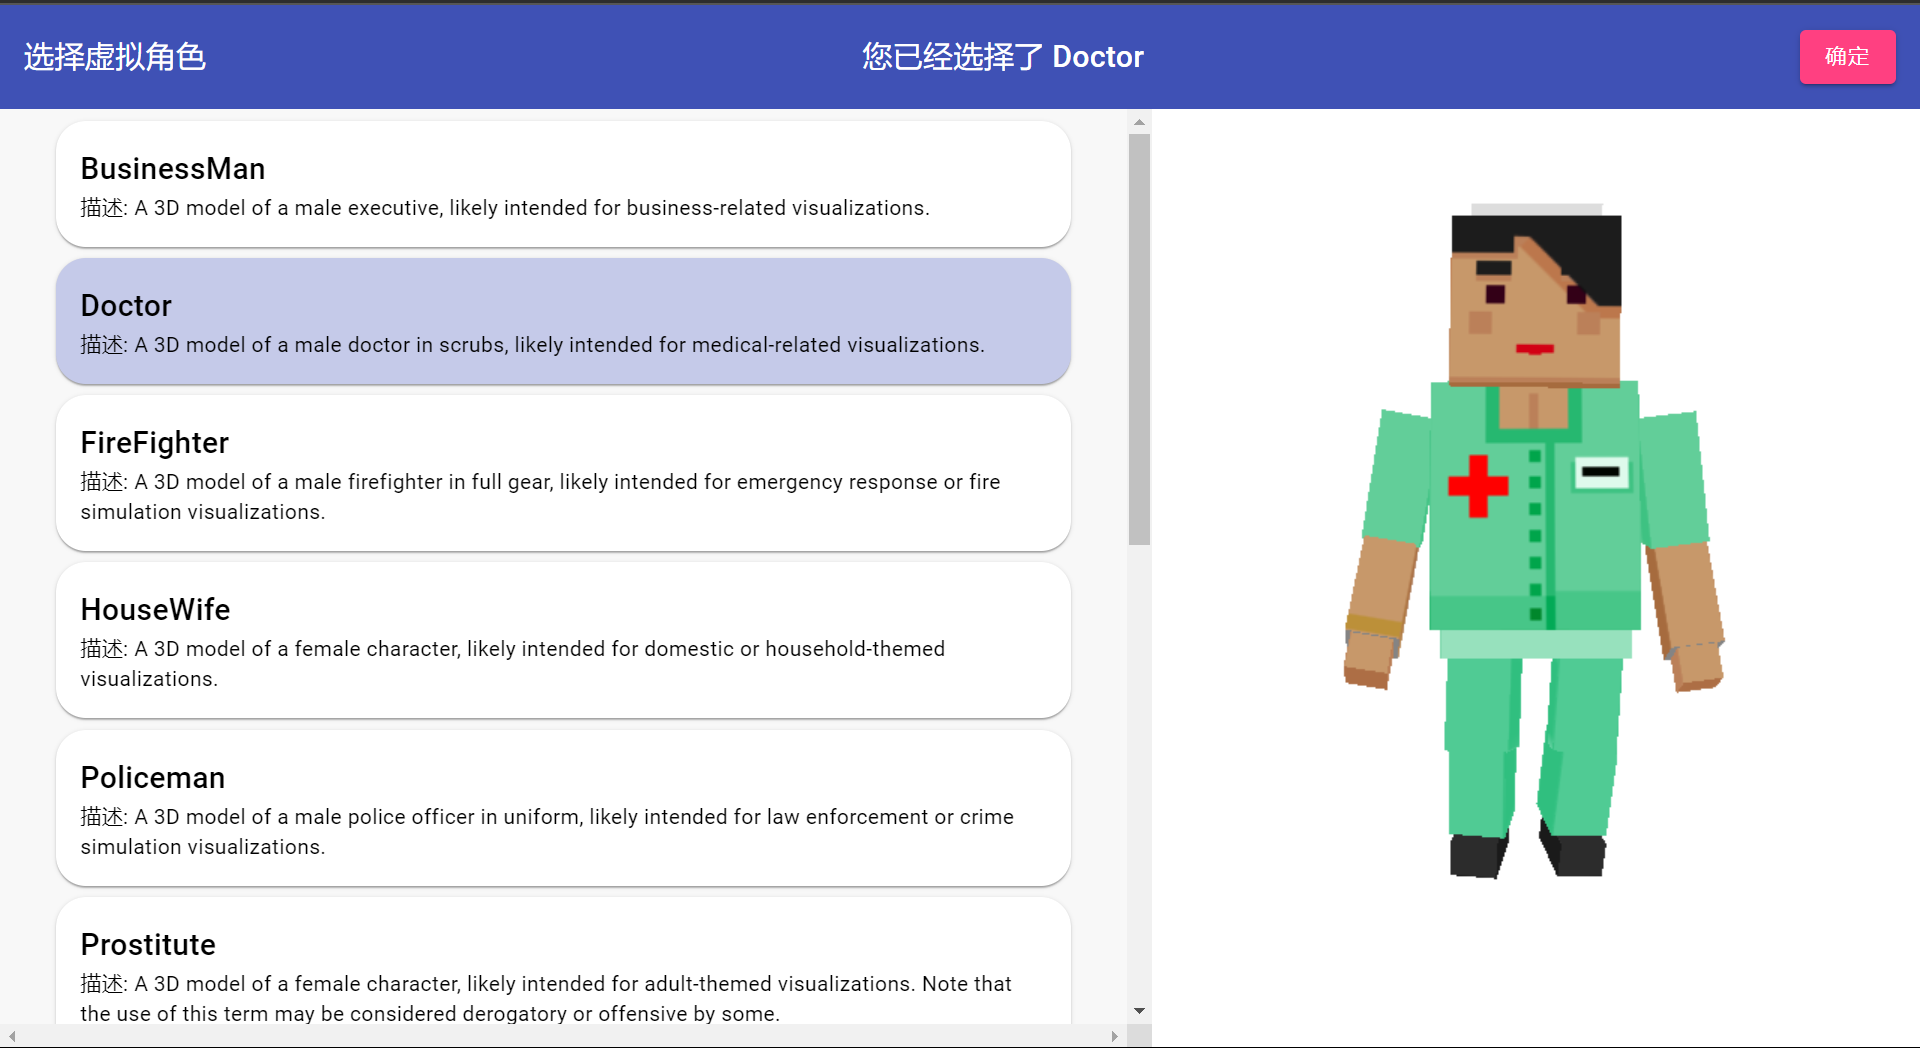 选择虚拟角色
您已经选择了 Doctor
确定
BusinessMan
描述: A 3D model of a male executive, likely intended for business-related visualizations.
Doctor
描述: A 3D model of a male doctor in scrubs, likely intended for medical-related visualizations.
FireFighter
描述: A 3D model of a male firefighter in full gear, likely intended for emergency response or fire
simulation visualizations.
HouseWife
描述: A 3D model of a female character, likely intended for domestic or household-themed
visualizations.
Policeman
描述: A 3D model of a male police officer in uniform, likely intended for law enforcement or crime
simulation visualizations.
Prostitute
描述: A 3D model of a female character, likely intended for adult-themed visualizations. Note that
the use of this term may be considered derogatory or offensive by some.